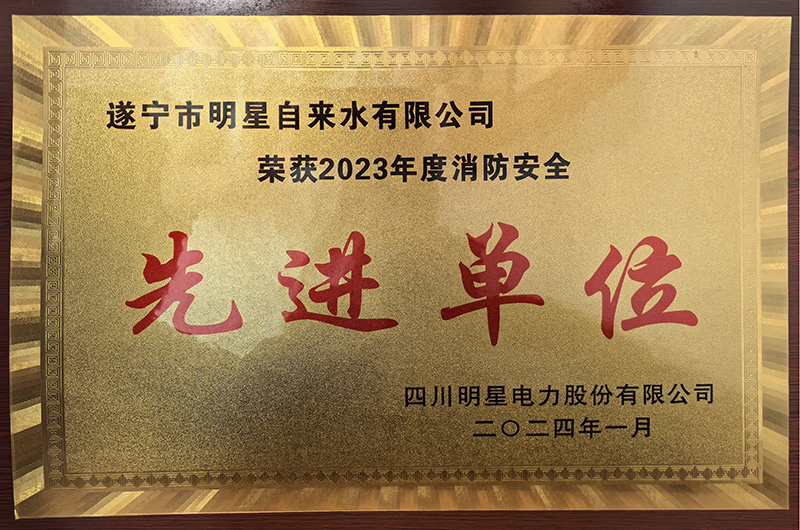 遂宁市明星自来水有限公司
荣获2023年度消防安全
先进单位
四川明星电力股份有限公司
二〇二四年一月